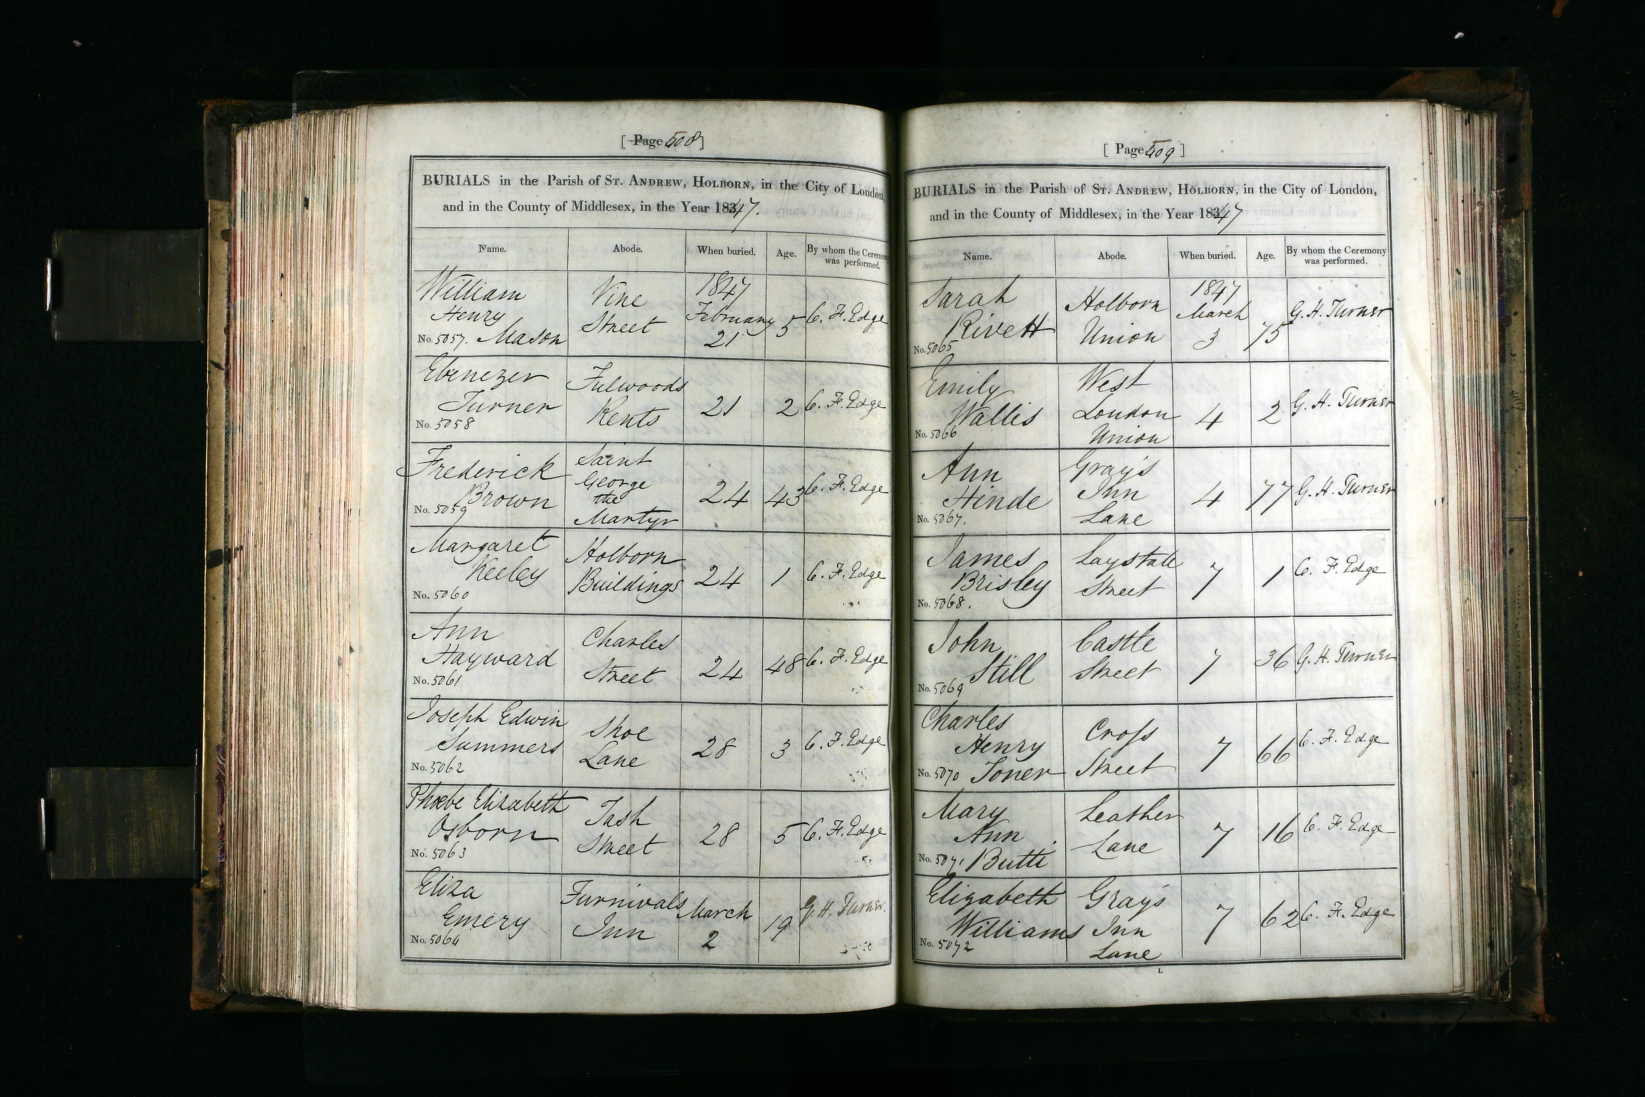 [ Page 508 ]
BURIALS in the Parish of St. Andrew, Holborn, in the City of London,
and in the County of Middlesex, in the Year 18347.
Name. Abode. When buried. Age. By whom the Ceremony was performed.
William Vine 1847
Henry Street February 5 C. F. Edge
No. 5057. Mason 21
Ebenezer Fulwoods
Turner Rents 21 2 C. F. Edge
No. 5058
Frederick Saint
Brown George 24 43 C. F. Edge
No. 5059 the
Martyr
Margaret Holborn
Keeley Buildings 24 1 C. F. Edge
No. 5060
Ann Charles
Hayward Street 24 48 C. F. Edge
No. 5061
Joseph Edwin Shoe
Summers Lane 28 3 C. F. Edge
No. 5062
Phoebe Elizabeth Tash
Osborn Street 28 5 C. F. Edge
No. 5063
Eliza Furnivals March
Emery Inn 2 19 G. H. Turner
No. 5064
[ Page 509 ]
BURIALS in the Parish of St. Andrew, Holborn, in the City of London,
and in the County of Middlesex, in the Year 18347
Name. Abode. When buried. Age. By whom the Ceremony was performed.
Sarah Holborn 1847
Rivett Union March 75 G. H. Turner
No. 5065 3
Emily West
Wallis London 4 2 G. H. Turner
No. 5066 Union
Ann Gray's
Hinde Inn 4 77 G. H. Turner
No. 5067. Lane
James Laystall
Brisley Street 7 1 C. F. Edge
No. 5068.
John Castle
Still Street 7 36 G. H. Turner
No. 5069
Charles Cross
Henry Street 7 66 C. F. Edge
No. 5070 Toner
Mary Leather
Ann Lane 7 16 C. F. Edge
No. 5071 Butti
Elizabeth Gray's
Williams Inn 7 62 C. F. Edge
No. 5072 Lane